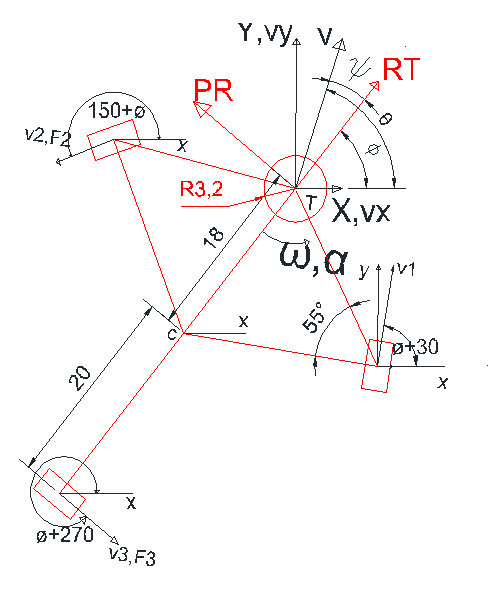 Y,vy
v
ψ
RT
PR
θ
150+ø
ϕ
v2,F2
x
R3,2
T
X,vx
18
ω,α
y
v1
x
55°
c
ø+30
20
x
x
ø+270
v3,F3